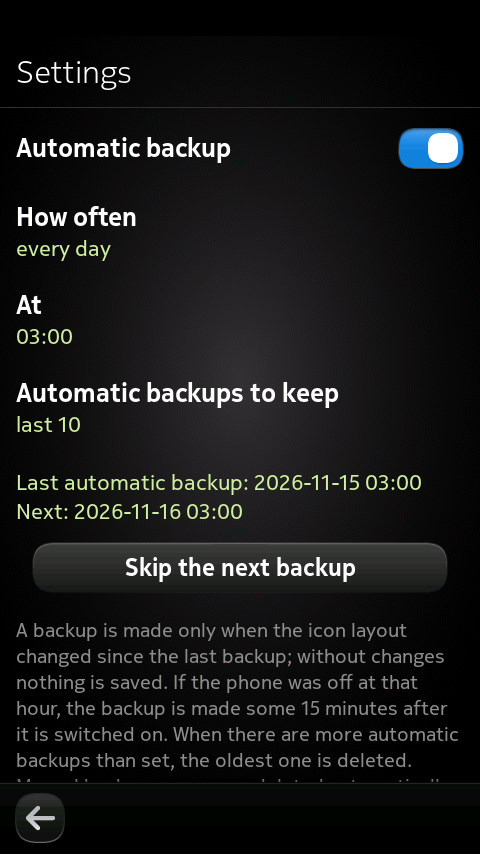 Settings
Automatic backup
How often
every day
At
03:00
Automatic backups to keep
last 10
Last automatic backup: 2026-11-15 03:00
Next: 2026-11-16 03:00
Skip the next backup
A backup is made only when the icon layout
changed since the last backup; without changes
nothing is saved. If the phone was off at that
hour, the backup is made some 15 minutes after
it is switched on. When there are more automatic
backups than set, the oldest one is deleted.